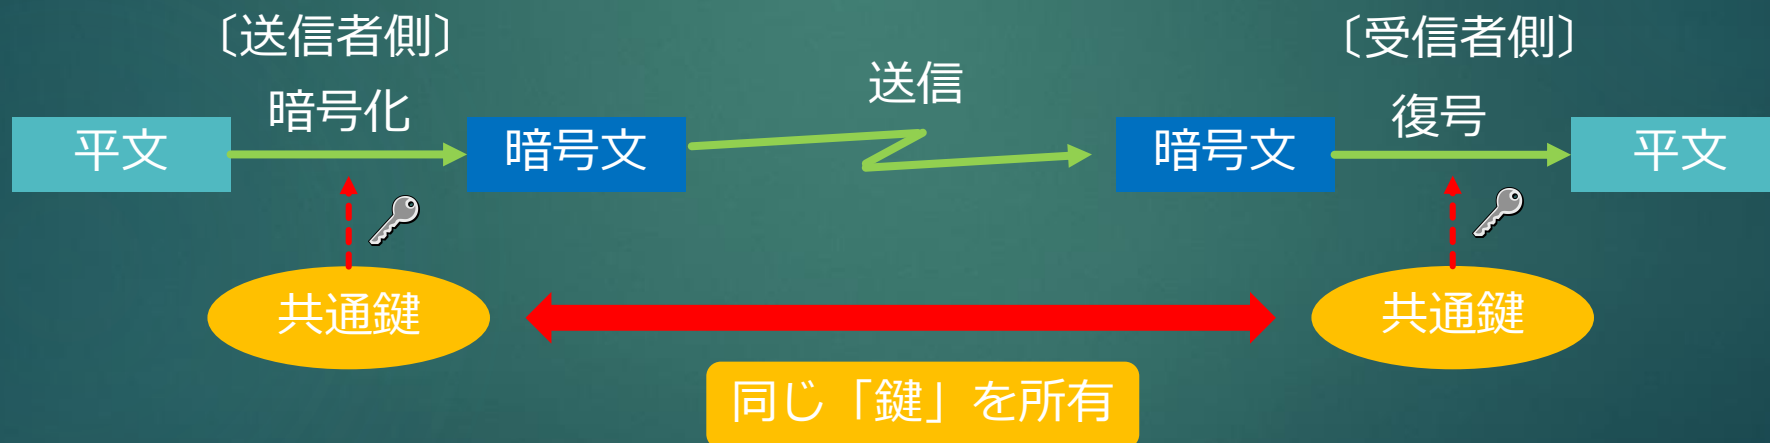 〔送信者側〕
〔受信者側〕
送信
暗号化
復号
平文
暗号文
暗号文
平文
共通鍵
共通鍵
同じ「鍵」を所有